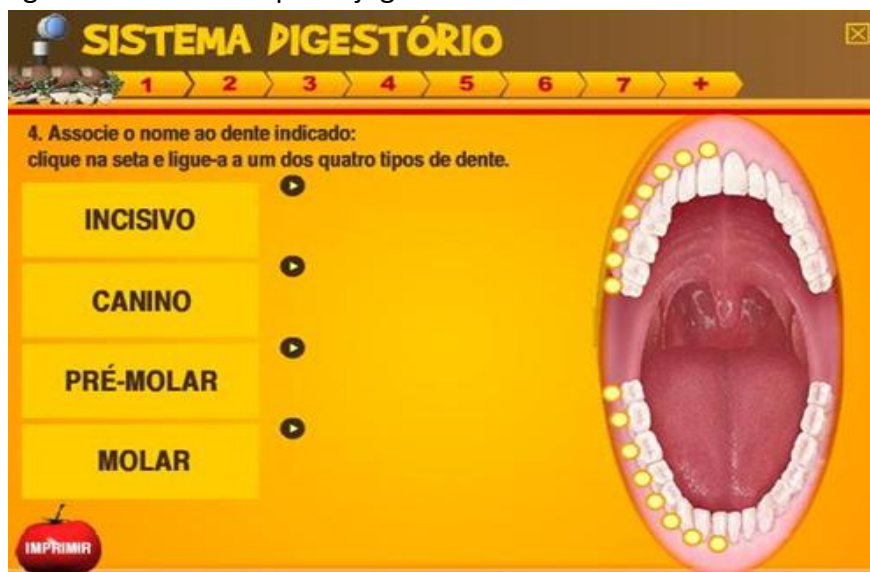 SISTEMA DIGESTÓRIO
1 2 3 4 5 6 7 +
4. Associe o nome ao dente indicado:
clique na seta e ligue-a a um dos quatro tipos de dente.
INCISIVO
CANINO
PRÉ-MOLAR
MOLAR
IMPRIMIR